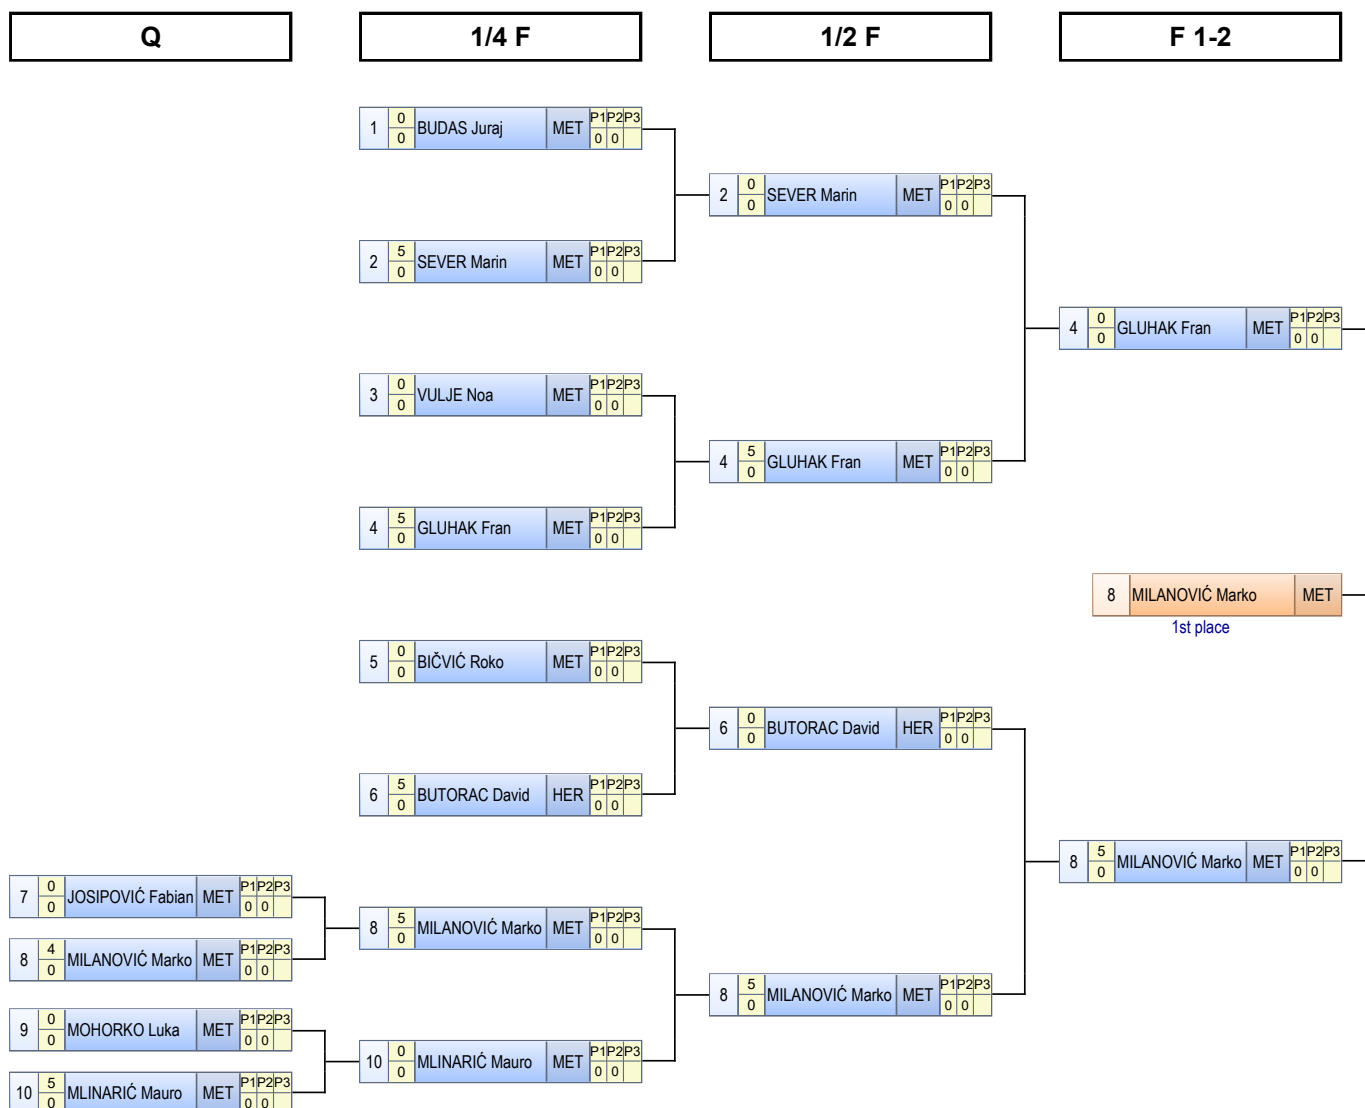 Q 1/4 F 1/2 F F 1-2
1 0 0 BUDAS Juraj MET P1 P2 P3 0 0
2 0 0 SEVER Marin MET P1 P2 P3 0 0
2 5 0 SEVER Marin MET P1 P2 P3 0 0
4 0 0 GLUHAK Fran MET P1 P2 P3 0 0
3 0 0 VULJE Noa MET P1 P2 P3 0 0
4 5 0 GLUHAK Fran MET P1 P2 P3 0 0
4 5 0 GLUHAK Fran MET P1 P2 P3 0 0
8 MILANOVIĆ Marko MET
1st place
5 0 0 BIČVIĆ Roko MET P1 P2 P3 0 0
6 0 0 BUTORAC David HER P1 P2 P3 0 0
6 5 0 BUTORAC David HER P1 P2 P3 0 0
8 5 0 MILANOVIĆ Marko MET P1 P2 P3 0 0
7 0 0 JOSIPOVIĆ Fabian MET P1 P2 P3 0 0
8 5 0 MILANOVIĆ Marko MET P1 P2 P3 0 0
8 4 0 MILANOVIĆ Marko MET P1 P2 P3 0 0
8 5 0 MILANOVIĆ Marko MET P1 P2 P3 0 0
9 0 0 MOHORKO Luka MET P1 P2 P3 0 0
10 0 0 MLINARIĆ Mauro MET P1 P2 P3 0 0
10 5 0 MLINARIĆ Mauro MET P1 P2 P3 0 0